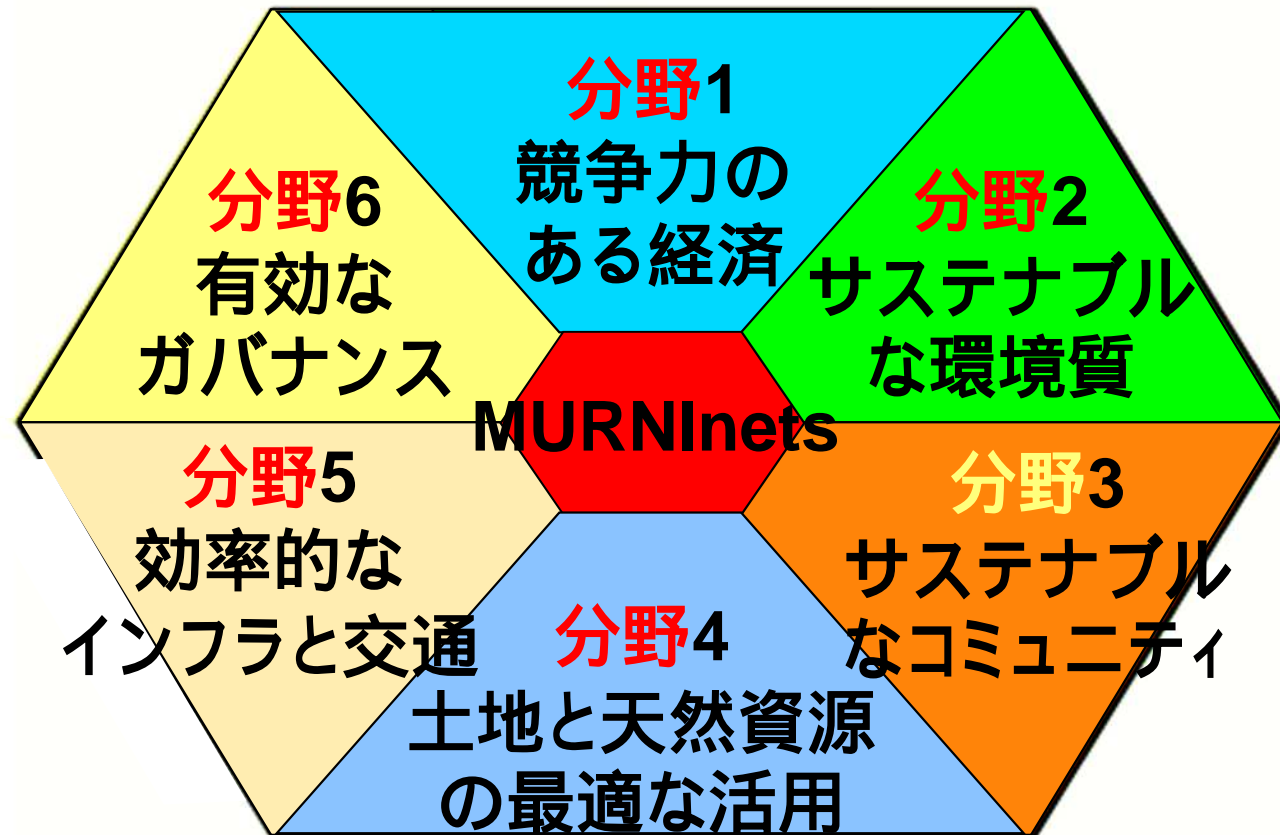 分野1
競争力の
ある経済
分野2
サステナブル
な環境質
分野3
サステナブル
なコミュニティ
分野4
土地と天然資源
の最適な活用
分野5
効率的な
インフラと交通
分野6
有効な
ガバナンス
MURNInets